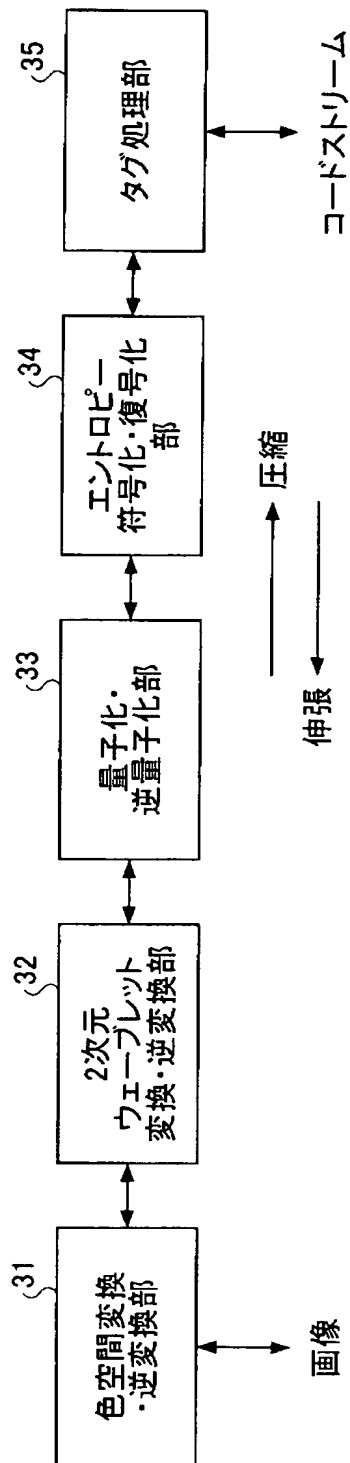 31
色空間変換
・逆変換部
画像
32
2次元
ウェーブレット
変換・逆変換部
33
量子化・
逆量子化部
34
エントロピー
符号化・復号化
部
35
タグ処理部
コードストリーム
圧縮
伸張